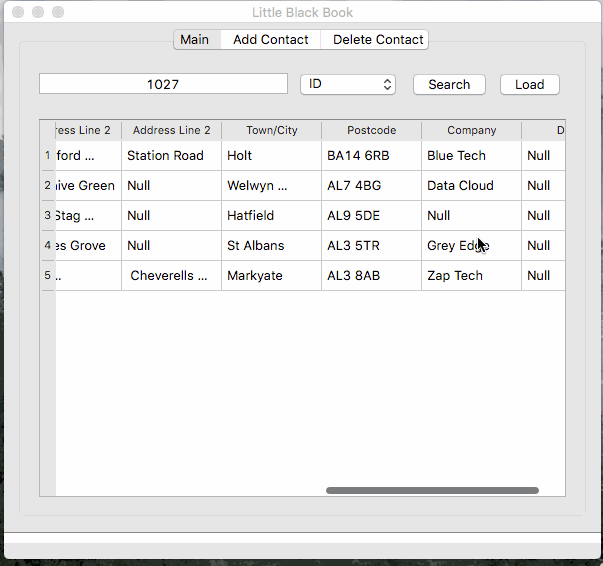 Little Black Book
Main Add Contact Delete Contact
1027 ID Search Load
ress Line 2 Address Line 2 Town/City Postcode Company D
1 ford ... Station Road Holt BA14 6RB Blue Tech Null
2 ive Green Null Welwyn ... AL7 4BG Data Cloud Null
3 Stag ... Null Hatfield AL9 5DE Null Null
4 es Grove Null St Albans AL3 5TR Grey Edge Null
5 .. Cheverells ... Markyate AL3 8AB Zap Tech Null